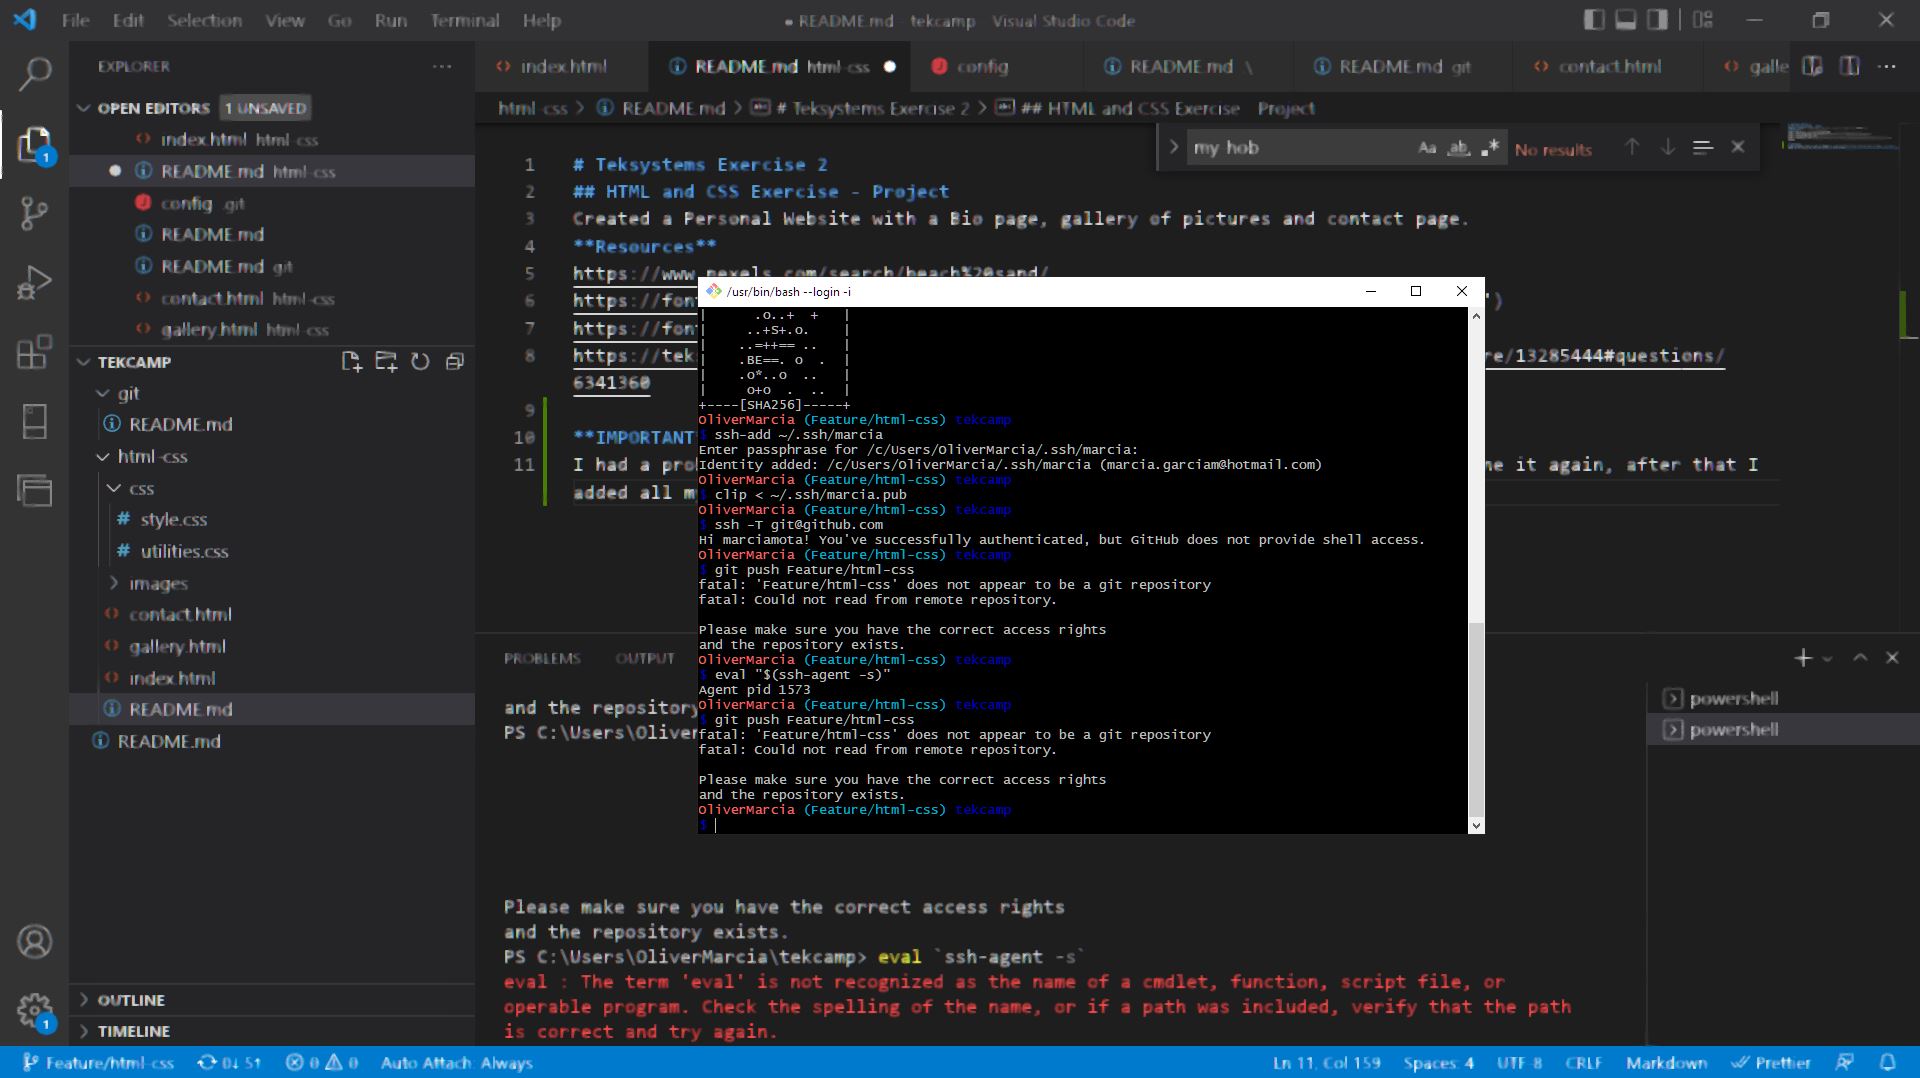 File Edit Selection View Go Run Terminal Help
● README.md - tekcamp - Visual Studio Code
EXPLORER
OPEN EDITORS 1 UNSAVED
index.html html-css
README.md html-css
config .git
README.md
README.md git
contact.html html-css
gallery.html html-css
TEKCAMP
git
README.md
html-css
css
# style.css
# utilities.css
images
contact.html
gallery.html
index.html
README.md
README.md
OUTLINE
TIMELINE
index.html README.md html-css ● config README.md .\ README.md git contact.html galle
html-css > README.md > # Teksystems Exercise 2 > ## HTML and CSS Exercise - Project
my hob
Aa ab .* No results
1 # Teksystems Exercise 2
2 ## HTML and CSS Exercise - Project
3 Created a Personal Website with a Bio page, gallery of pictures and contact page.
4 **Resources**
5 https://www.pexels.com/search/beach%20sand/
6 https://fon ')
7 https://fon
8 https://tek re/13285444#questions/
6341360
9
10 **IMPORTANT
11 I had a pro me it again, after that I
added all my
/usr/bin/bash --login -i
| .o..+ + |
| ..+S+.o. |
| ..=++== .. |
| .BE==. o . |
| .o*..o .. |
| o+o . .. |
+----[SHA256]-----+
OliverMarcia (Feature/html-css) tekcamp
$ ssh-add ~/.ssh/marcia
Enter passphrase for /c/Users/OliverMarcia/.ssh/marcia:
Identity added: /c/Users/OliverMarcia/.ssh/marcia (marcia.garciam@hotmail.com)
OliverMarcia (Feature/html-css) tekcamp
$ clip < ~/.ssh/marcia.pub
OliverMarcia (Feature/html-css) tekcamp
$ ssh -T git@github.com
Hi marciamota! You've successfully authenticated, but GitHub does not provide shell access.
OliverMarcia (Feature/html-css) tekcamp
$ git push Feature/html-css
fatal: 'Feature/html-css' does not appear to be a git repository
fatal: Could not read from remote repository.
Please make sure you have the correct access rights
and the repository exists.
OliverMarcia (Feature/html-css) tekcamp
$ eval "$(ssh-agent -s)"
Agent pid 1573
OliverMarcia (Feature/html-css) tekcamp
$ git push Feature/html-css
fatal: 'Feature/html-css' does not appear to be a git repository
fatal: Could not read from remote repository.
Please make sure you have the correct access rights
and the repository exists.
OliverMarcia (Feature/html-css) tekcamp
$
PROBLEMS OUTPUT
and the repository
PS C:\Users\Oliver
Please make sure you have the correct access rights
and the repository exists.
PS C:\Users\OliverMarcia\tekcamp> eval `ssh-agent -s`
eval : The term 'eval' is not recognized as the name of a cmdlet, function, script file, or
operable program. Check the spelling of the name, or if a path was included, verify that the path
is correct and try again.
powershell
powershell
Feature/html-css 0↓ 5↑ 0 0 Auto Attach: Always
Ln 11, Col 159 Spaces: 4 UTF-8 CRLF Markdown Prettier